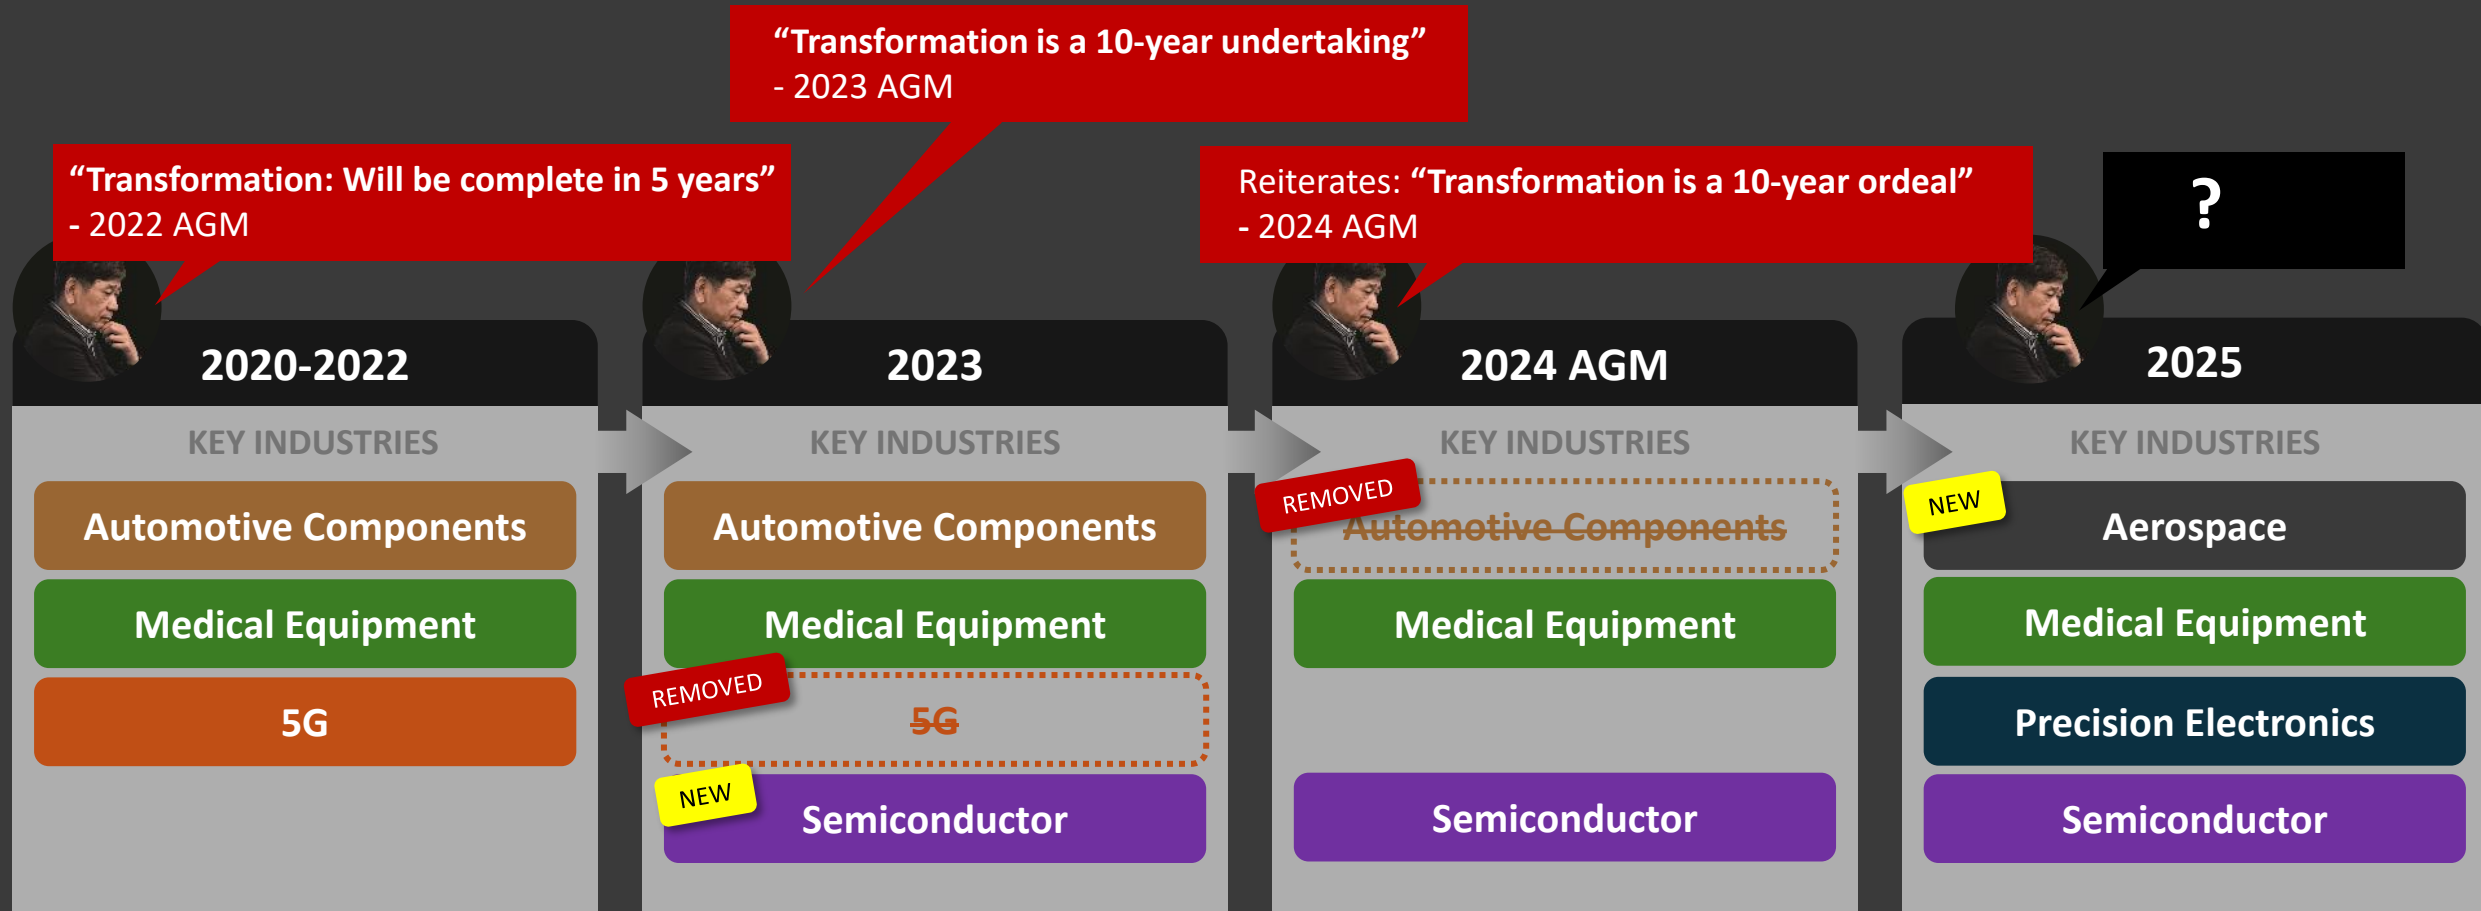 “Transformation is a 10-year undertaking”
- 2023 AGM
“Transformation: Will be complete in 5 years”
- 2022 AGM
Reiterates: “Transformation is a 10-year ordeal”
- 2024 AGM
?
2020-2022
KEY INDUSTRIES
Automotive Components
Medical Equipment
5G
2023
KEY INDUSTRIES
Automotive Components
Medical Equipment
REMOVED
5G
NEW
Semiconductor
2024 AGM
KEY INDUSTRIES
REMOVED
Automotive Components
Medical Equipment
Semiconductor
2025
KEY INDUSTRIES
NEW
Aerospace
Medical Equipment
Precision Electronics
Semiconductor